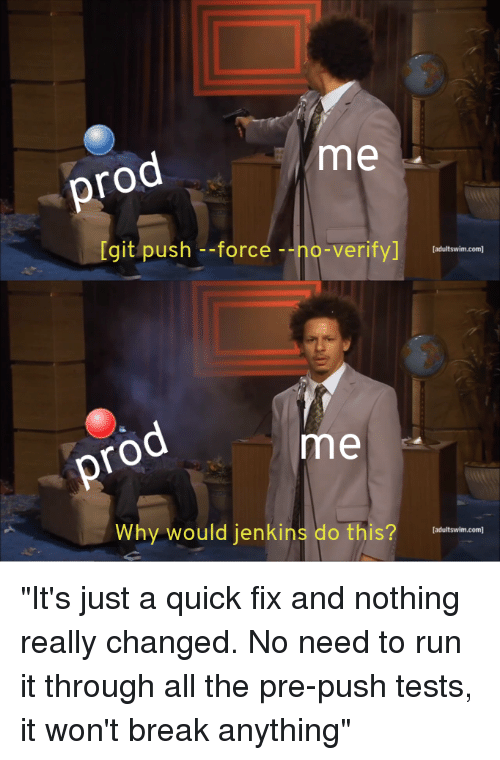 me
prod
[git push --force --no-verify]
[adultswim.com]
me
prod
Why would jenkins do this?
[adultswim.com]
"It's just a quick fix and nothing
really changed. No need to run
it through all the pre-push tests,
it won't break anything"